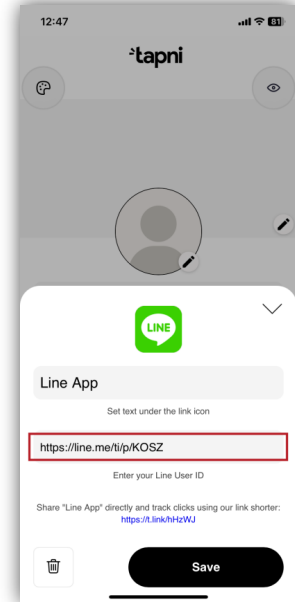 12:47
81
tapni
LINE
Line App
Set text under the link icon
https://line.me/ti/p/KOSZ
Enter your Line User ID
Share "Line App" directly and track clicks using our link shorter:
https://t.link/hHzWJ
Save